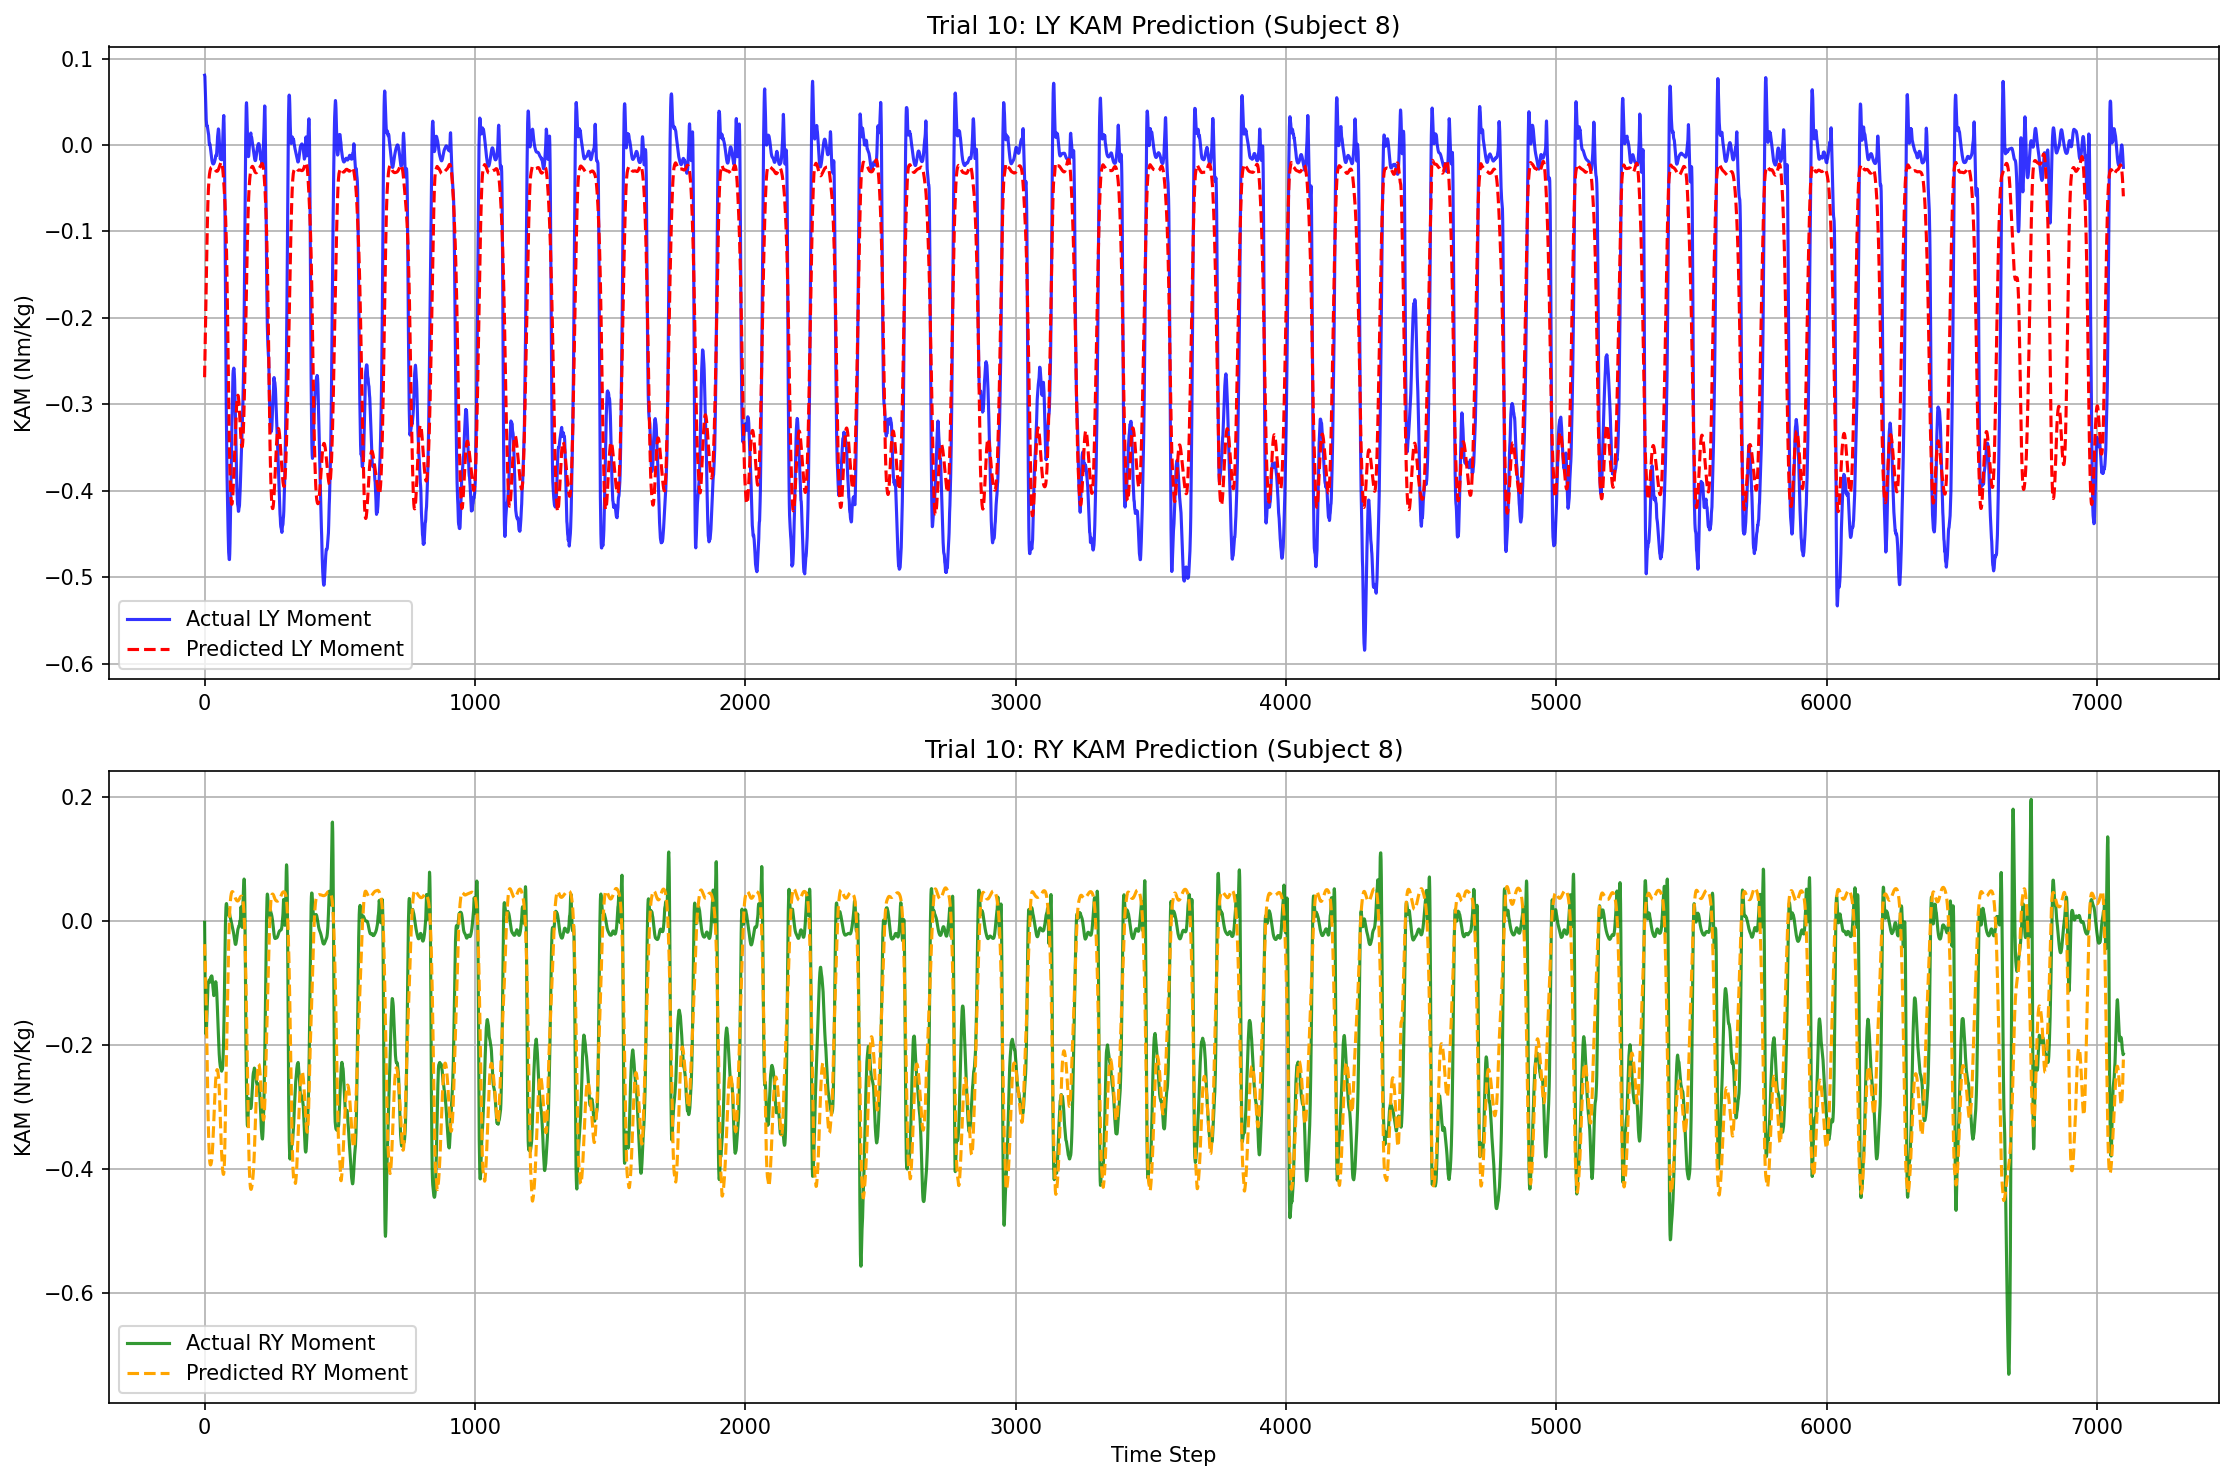 Trial 10: LY KAM Prediction (Subject 8)
0.1
0.0
−0.1
−0.2
−0.3
−0.4
−0.5
−0.6
KAM (Nm/Kg)
Actual LY Moment
Predicted LY Moment
0 1000 2000 3000 4000 5000 6000 7000
Trial 10: RY KAM Prediction (Subject 8)
0.2
0.0
−0.2
−0.4
−0.6
KAM (Nm/Kg)
Actual RY Moment
Predicted RY Moment
0 1000 2000 3000 4000 5000 6000 7000
Time Step